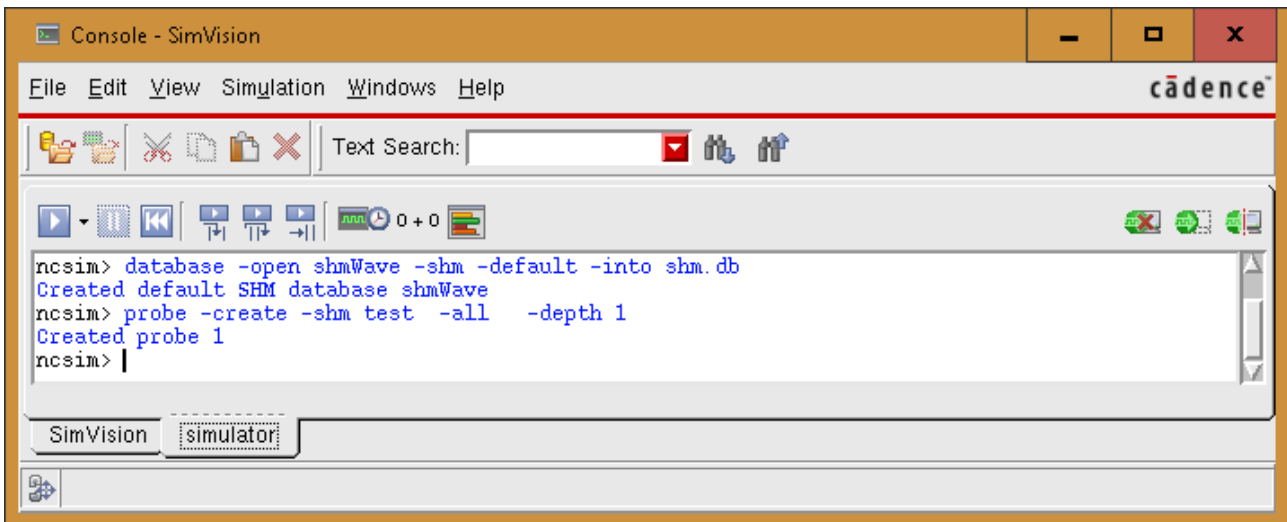 Console - SimVision
File Edit View Simulation Windows Help
cādence™
Text Search:
0 + 0
ncsim> database -open shmWave -shm -default -into shm.db
Created default SHM database shmWave
ncsim> probe -create -shm test  -all   -depth 1
Created probe 1
ncsim>
SimVision simulator